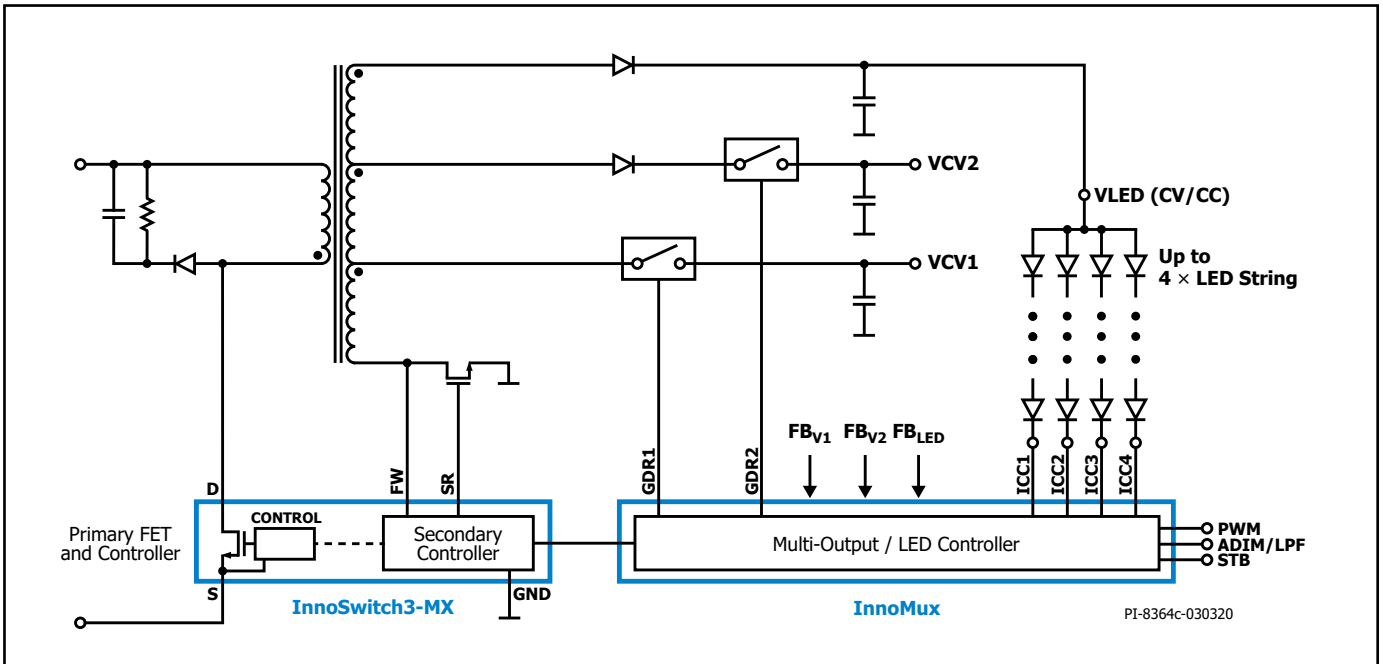 VCV2
VLED (CV/CC)
Up to
4 × LED String
VCV1
FBV1 FBV2 FBLED
GDR1
GDR2
ICC1
ICC2
ICC3
ICC4
FW
SR
D
CONTROL
Primary FET
and Controller
Secondary
Controller
Multi-Output / LED Controller
PWM
ADIM/LPF
STB
S
GND
InnoSwitch3-MX
InnoMux
PI-8364c-030320